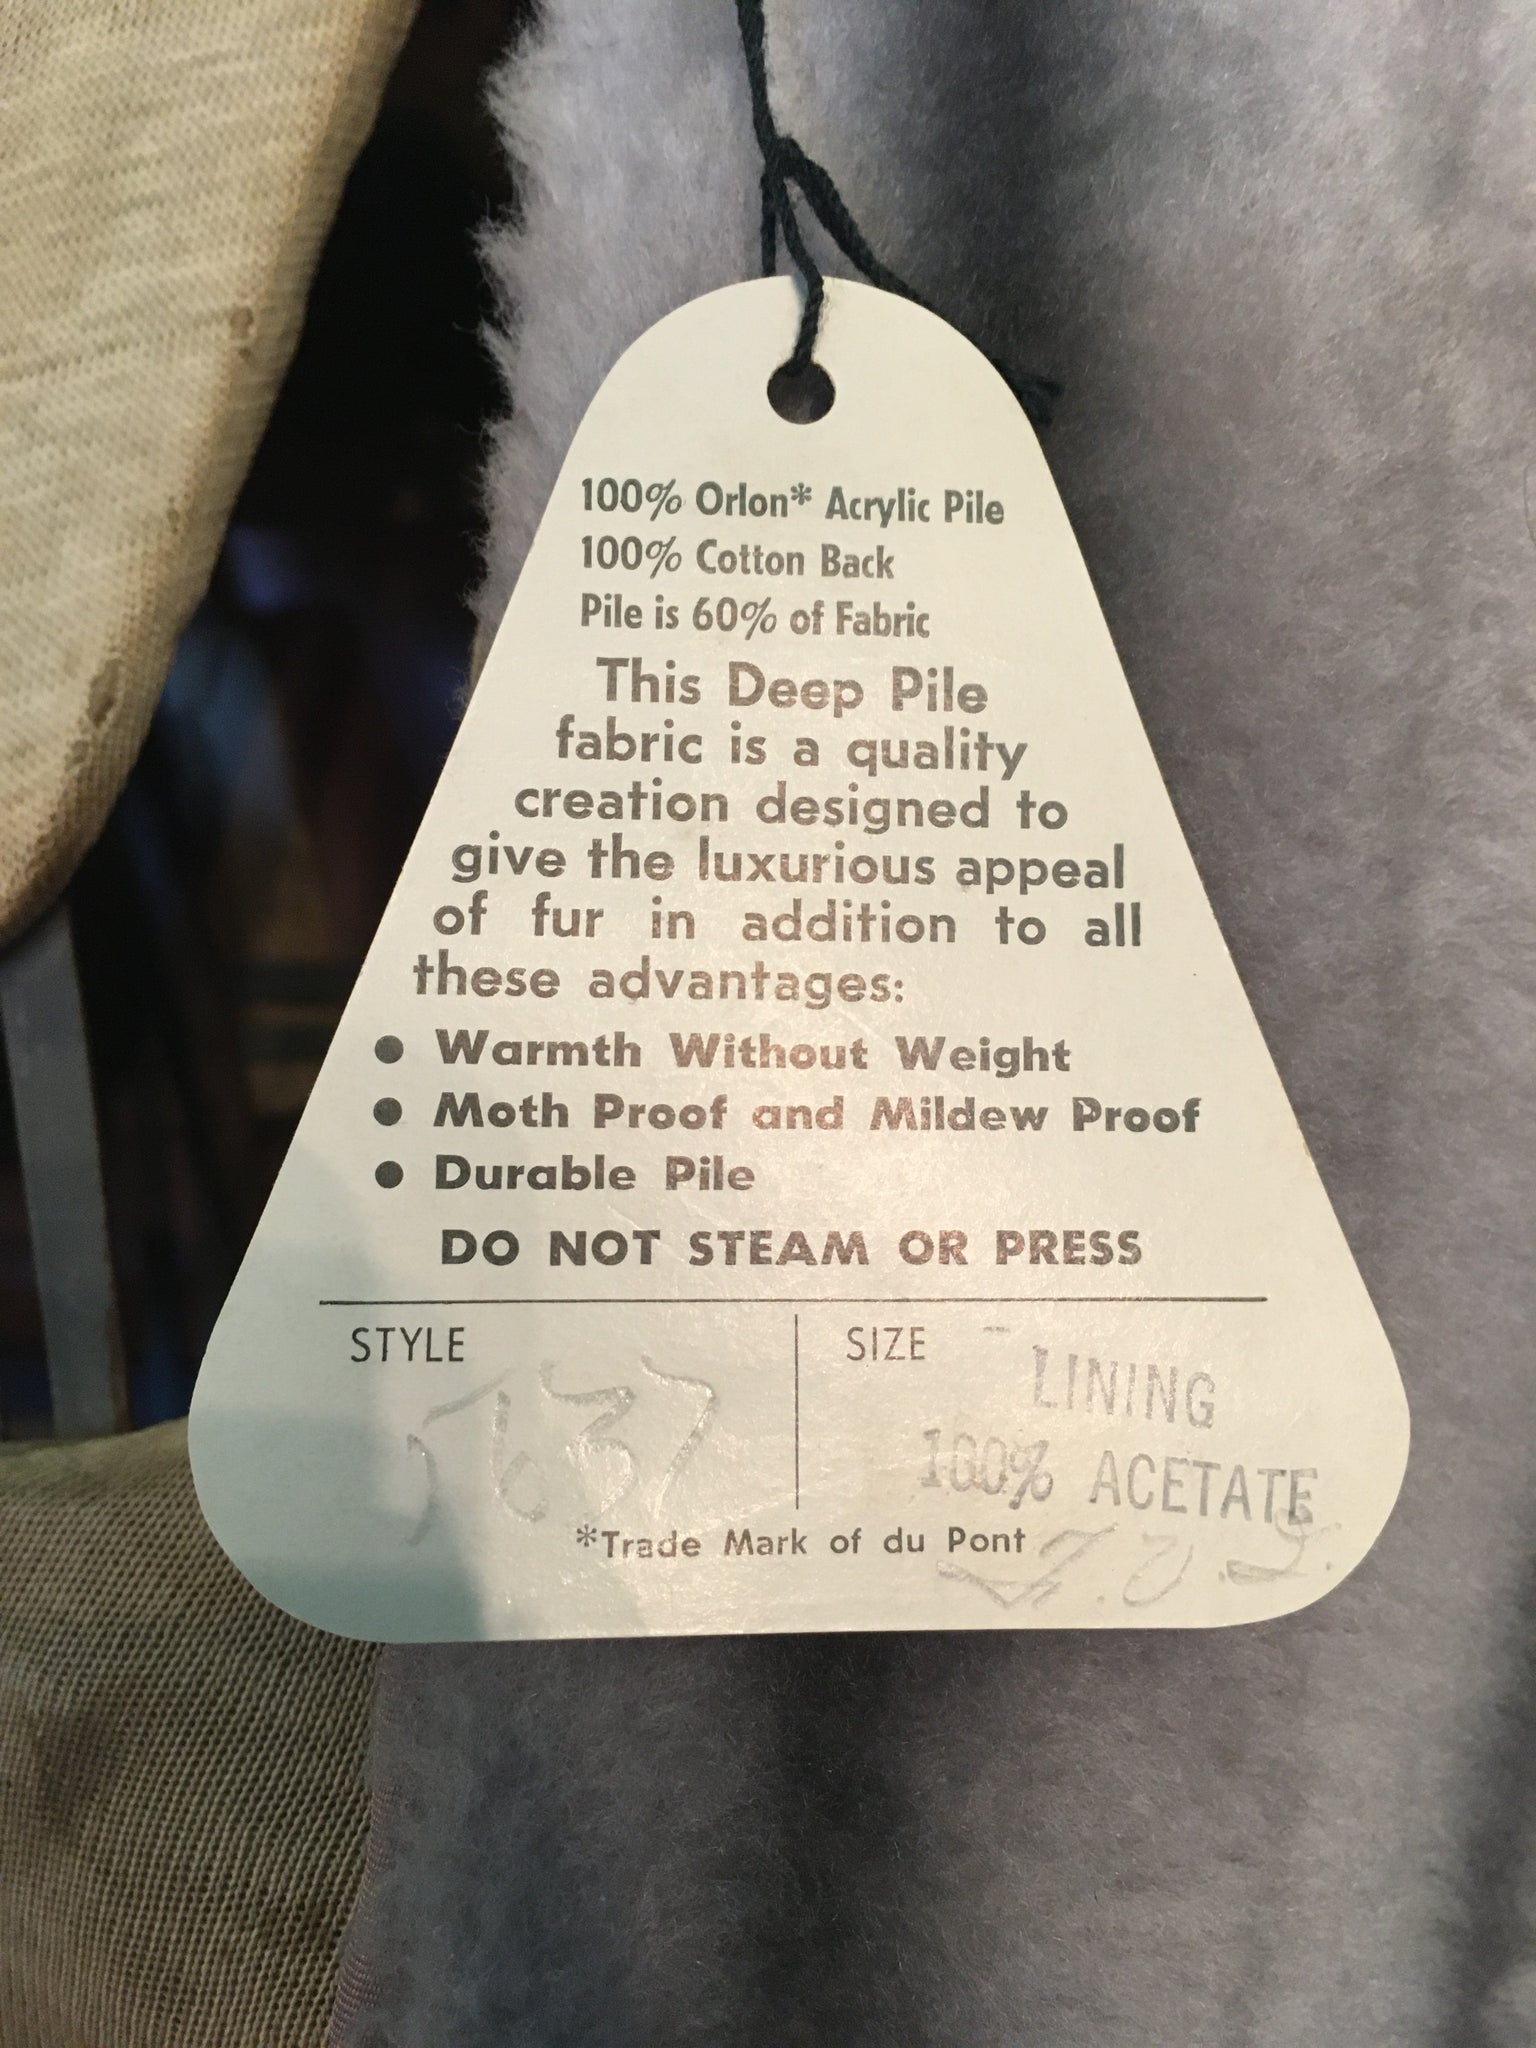 100% Orlon* Acrylic Pile
100% Cotton Back
Pile is 60% of Fabric
This Deep Pile
fabric is a quality
creation designed to
give the luxurious appeal
of fur in addition to all
these advantages:
● Warmth Without Weight
● Moth Proof and Mildew Proof
● Durable Pile
DO NOT STEAM OR PRESS
STYLE
5637
SIZE
LINING
100% ACETATE
*Trade Mark of du Pont